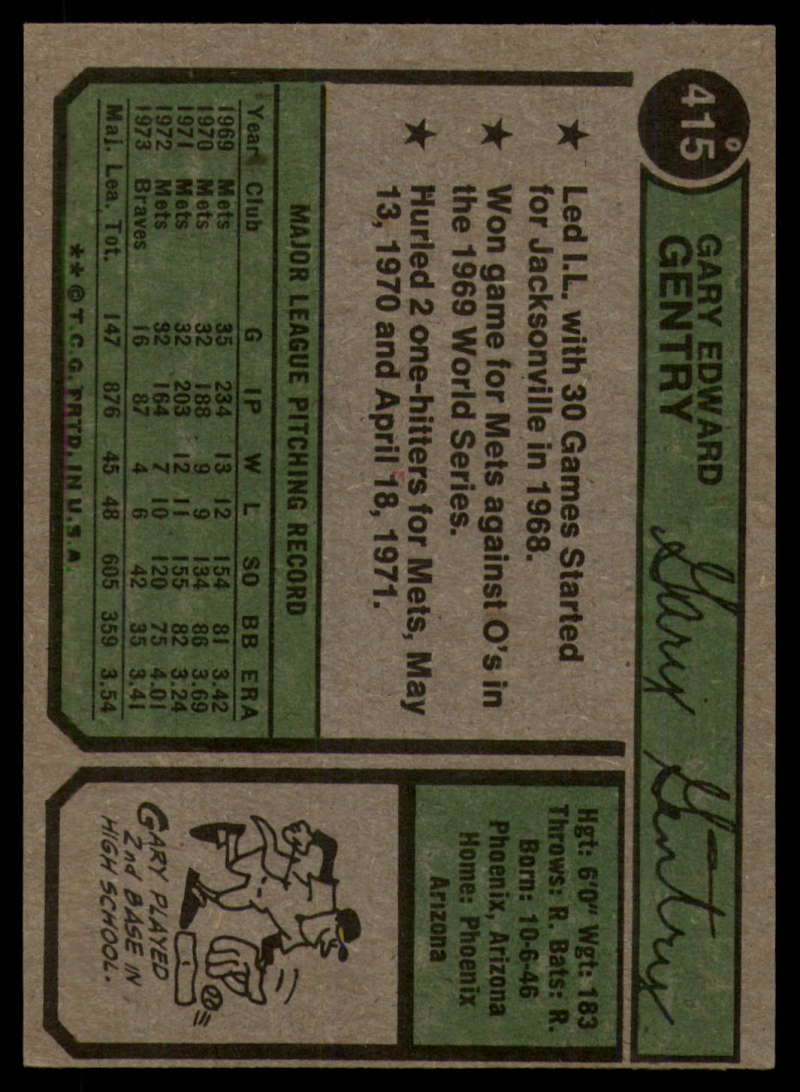 415
GARY EDWARD
GENTRY
Gary Gentry
★ Led I.L. with 30 Games Started
for Jacksonville in 1968.
★ Won game for Mets against O's in
the 1969 World Series.
★ Hurled 2 one-hitters for Mets, May
13, 1970 and April 18, 1971.
MAJOR LEAGUE PITCHING RECORD
Year Club G IP W L SO BB ERA
1969 Mets 35 234 13 12 154 81 3.42
1970 Mets 32 188 9 9 134 86 3.69
1971 Mets 32 203 12 11 155 82 3.24
1972 Mets 32 164 7 10 120 75 4.01
1973 Braves 16 87 4 6 42 35 3.41
Maj. Lea. Tot. 147 876 45 48 605 359 3.54
** © T.C.G. PRTD. IN U.S.A.
Hgt: 6'0" Wgt: 183
Throws: R. Bats: R.
Born: 10-6-46
Phoenix, Arizona
Home: Phoenix
Arizona
GARY PLAYED
2nd BASE IN
HIGH SCHOOL.